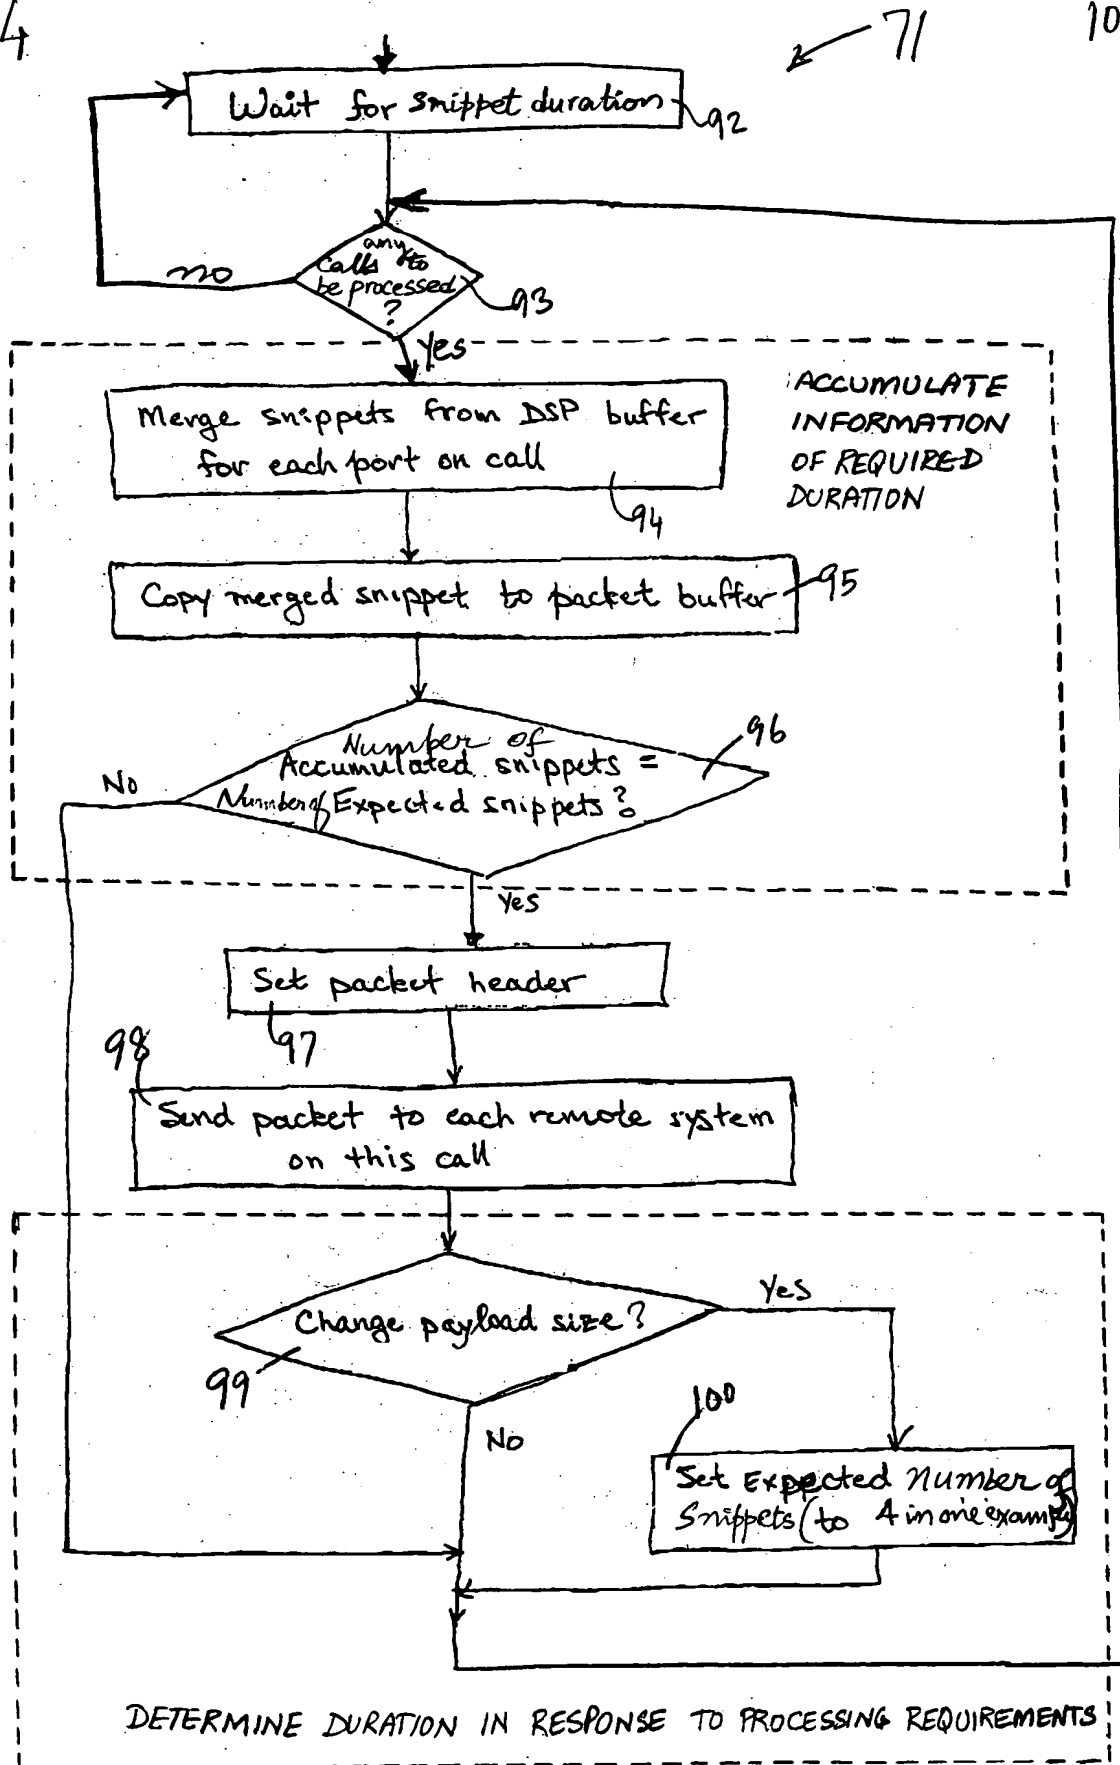 4
71
10
Wait for snippet duration
92
any
calls to
be processed
?
93
no
Yes
ACCUMULATE
INFORMATION
OF REQUIRED
DURATION
Merge snippets from DSP buffer
for each port on call
94
Copy merged snippet to packet buffer
95
Number of
Accumulated snippets =
Number of Expected snippets?
96
No
Yes
Set packet header
97
98
Send packet to each remote system
on this call
Change payload size?
Yes
99
No
100
Set Expected Number of
Snippets (to 4 in one example)
DETERMINE DURATION IN RESPONSE TO PROCESSING REQUIREMENTS